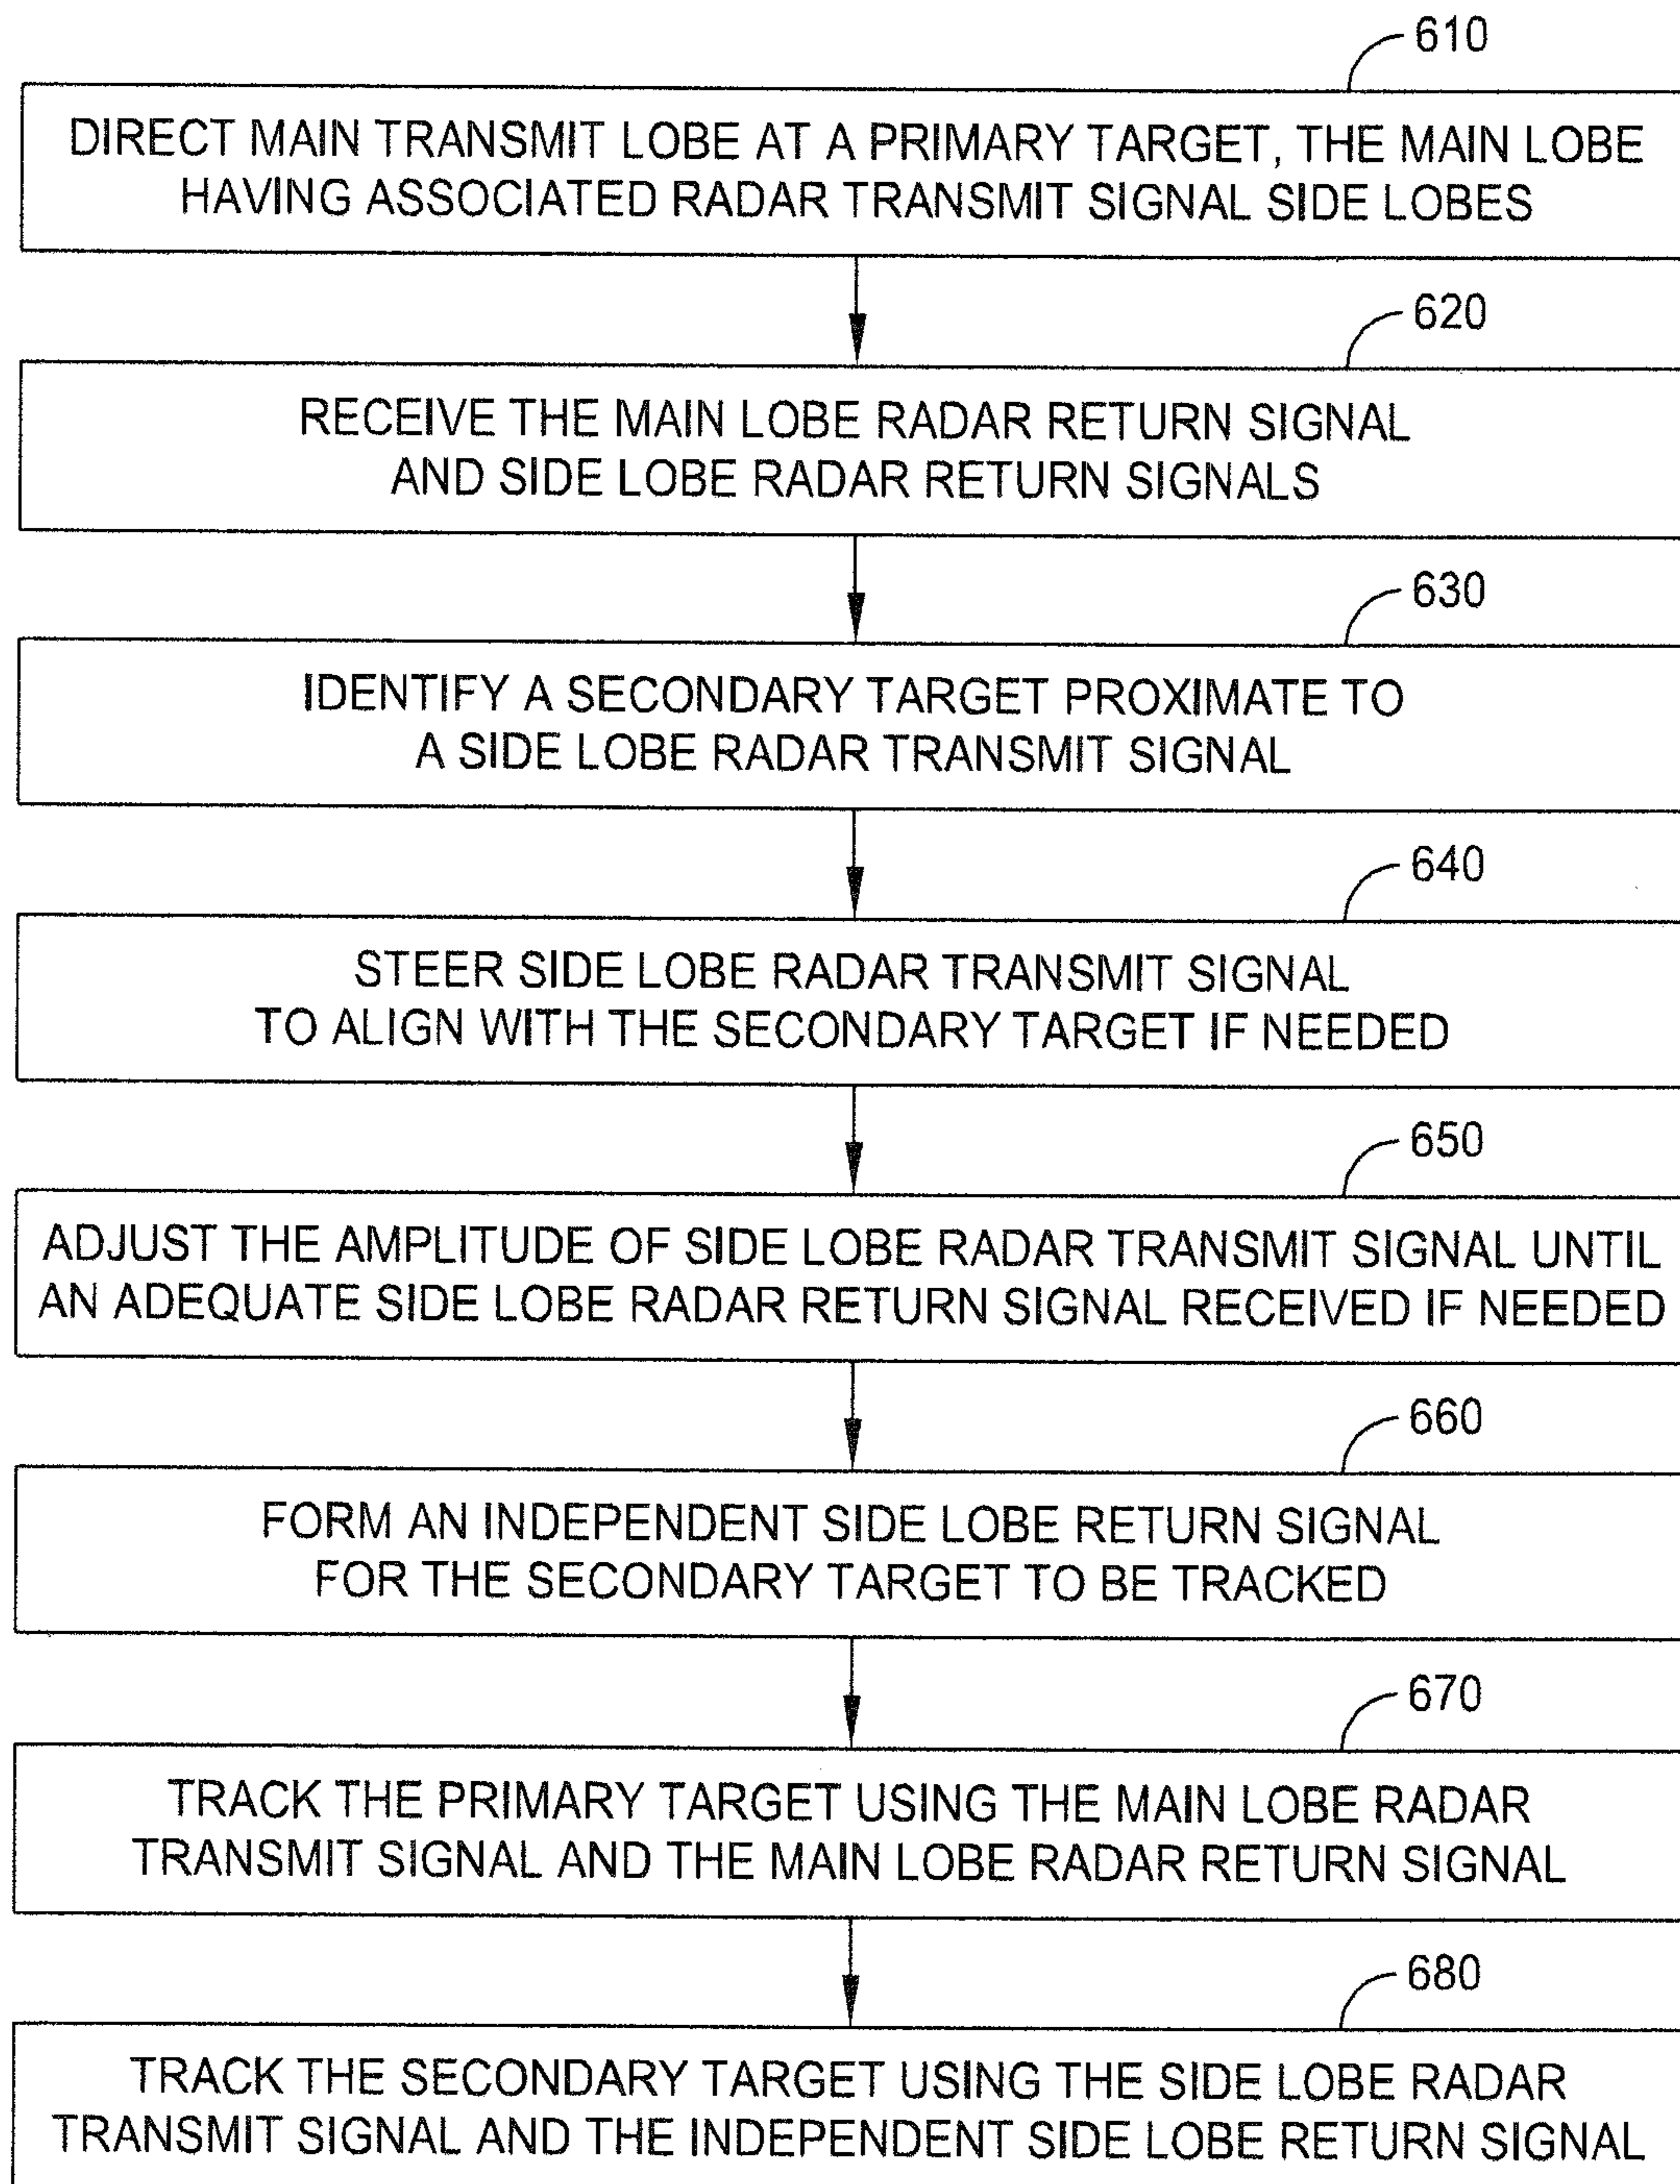 610
DIRECT MAIN TRANSMIT LOBE AT A PRIMARY TARGET, THE MAIN LOBE
HAVING ASSOCIATED RADAR TRANSMIT SIGNAL SIDE LOBES
620
RECEIVE THE MAIN LOBE RADAR RETURN SIGNAL
AND SIDE LOBE RADAR RETURN SIGNALS
630
IDENTIFY A SECONDARY TARGET PROXIMATE TO
A SIDE LOBE RADAR TRANSMIT SIGNAL
640
STEER SIDE LOBE RADAR TRANSMIT SIGNAL
TO ALIGN WITH THE SECONDARY TARGET IF NEEDED
650
ADJUST THE AMPLITUDE OF SIDE LOBE RADAR TRANSMIT SIGNAL UNTIL
AN ADEQUATE SIDE LOBE RADAR RETURN SIGNAL RECEIVED IF NEEDED
660
FORM AN INDEPENDENT SIDE LOBE RETURN SIGNAL
FOR THE SECONDARY TARGET TO BE TRACKED
670
TRACK THE PRIMARY TARGET USING THE MAIN LOBE RADAR
TRANSMIT SIGNAL AND THE MAIN LOBE RADAR RETURN SIGNAL
680
TRACK THE SECONDARY TARGET USING THE SIDE LOBE RADAR
TRANSMIT SIGNAL AND THE INDEPENDENT SIDE LOBE RETURN SIGNAL